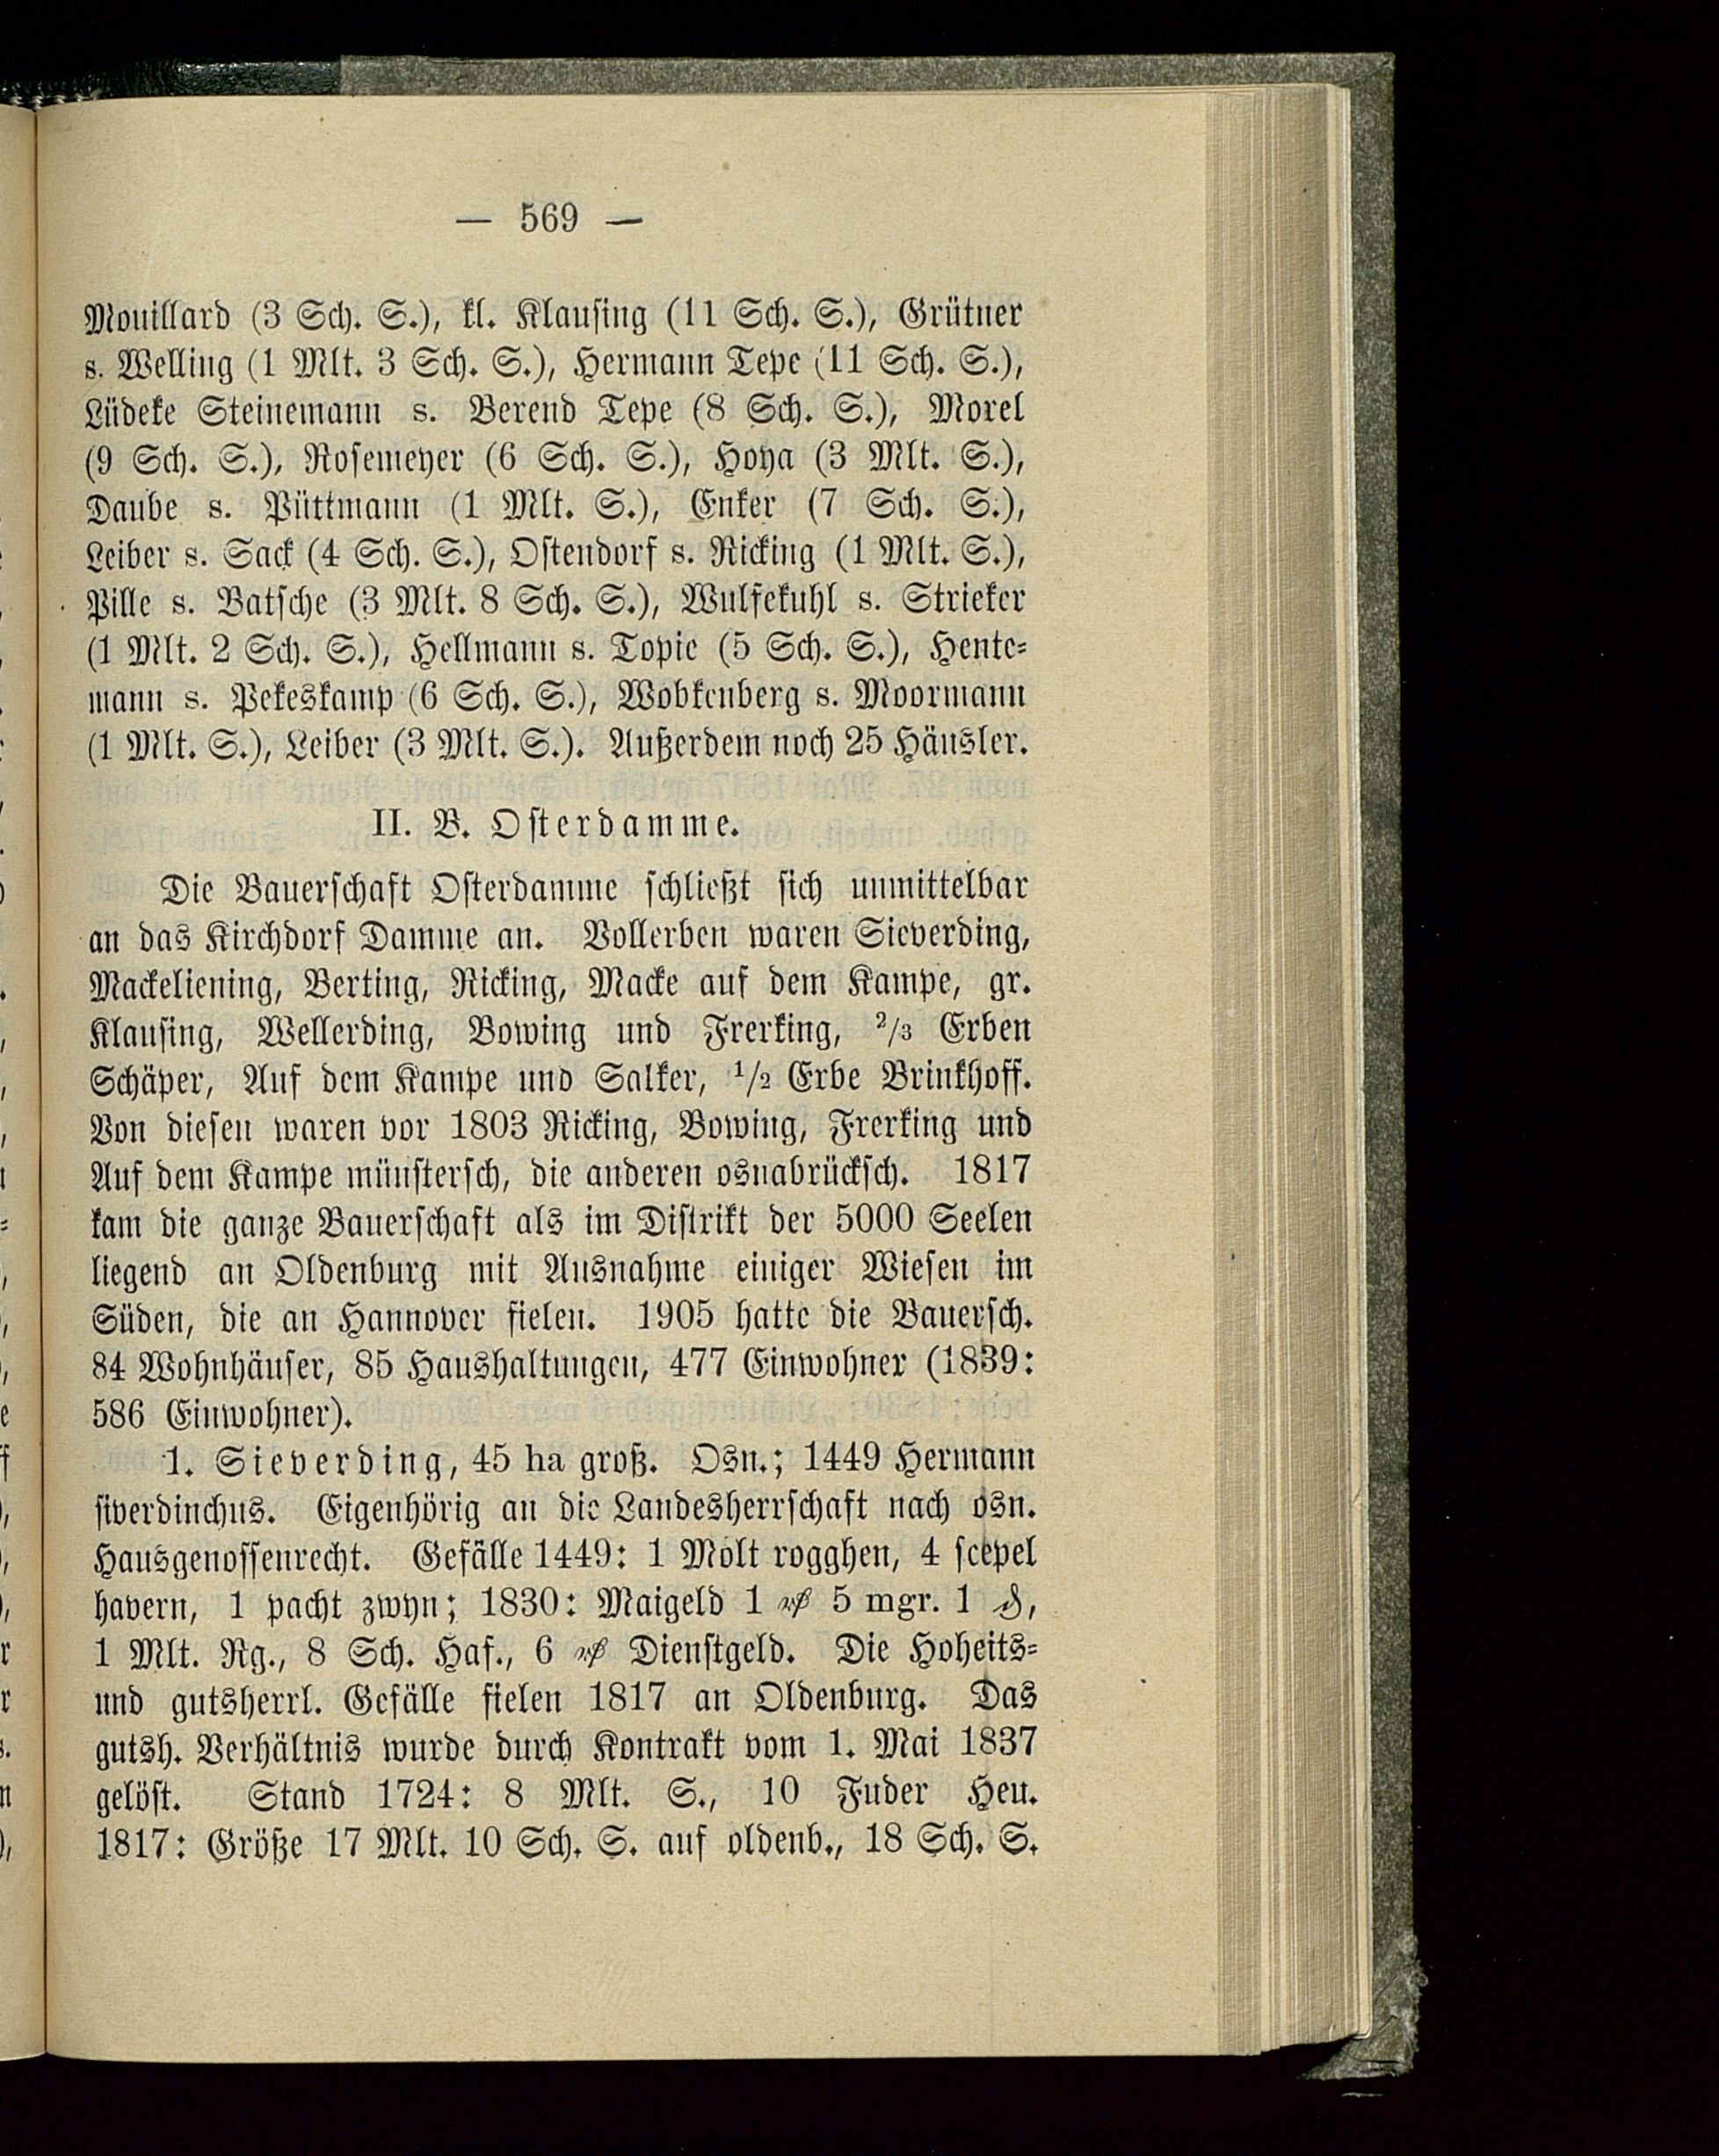 — 569 —
Mouillard (3 Sch. S.), kl. Klausing (11 Sch. S.), Grütner
s. Welling (1 Mlt. 3 Sch. S.), Hermann Tepe (11 Sch. S.),
Lüdeke Steinemann s. Berend Tepe (8 Sch. S.), Morel
(9 Sch. S.), Rosemeyer (6 Sch. S.), Hoya (3 Mlt. S.),
Daube s. Püttmann (1 Mlt. S.), Enker (7 Sch. S.),
Leiber s. Sack (4 Sch. S.), Ostendorf s. Ricking (1 Mlt. S.),
Pille s. Batsche (3 Mlt. 8 Sch. S.), Wulfekuhl s. Strieker
(1 Mlt. 2 Sch. S.), Hellmann s. Topie (5 Sch. S.), Hente-
mann s. Pekeskamp (6 Sch. S.), Wobkenberg s. Moormann
(1 Mlt. S.), Leiber (3 Mlt. S.). Außerdem noch 25 Häusler.
II. B. Osterdamme.
Die Bauerschaft Osterdamme schließt sich unmittelbar
an das Kirchdorf Damme an. Vollerben waren Sieverding,
Mackeliening, Berting, Ricking, Macke auf dem Kampe, gr.
Klausing, Wellerding, Bowing und Frerking, 2/3 Erben
Schäper, Auf dem Kampe und Salker, 1/2 Erbe Brinkhoff.
Von diesen waren vor 1803 Ricking, Bowing, Frerking und
Auf dem Kampe münstersch, die anderen osnabrücksch. 1817
kam die ganze Bauerschaft als im Distrikt der 5000 Seelen
liegend an Oldenburg mit Ausnahme einiger Wiesen im
Süden, die an Hannover fielen. 1905 hatte die Bauersch.
84 Wohnhäuser, 85 Haushaltungen, 477 Einwohner (1839:
586 Einwohner).
1. Sieverding, 45 ha groß. Osn.; 1449 Hermann
siverdinchus. Eigenhörig an die Landesherrschaft nach osn.
Hausgenossenrecht. Gefälle 1449: 1 Molt rogghen, 4 scepel
havern, 1 pacht zwyn; 1830: Maigeld 1 ₰ 5 mgr. 1 ₰,
1 Mlt. Rg., 8 Sch. Haf., 6 Dienstgeld. Die Hoheits-
und gutsherrl. Gefälle fielen 1817 an Oldenburg. Das
gutsh. Verhältnis wurde durch Kontrakt vom 1. Mai 1837
gelöst. Stand 1724: 8 Mlt. S., 10 Fuder Heu.
1817: Größe 17 Mlt. 10 Sch. S. auf oldenb., 18 Sch. S.